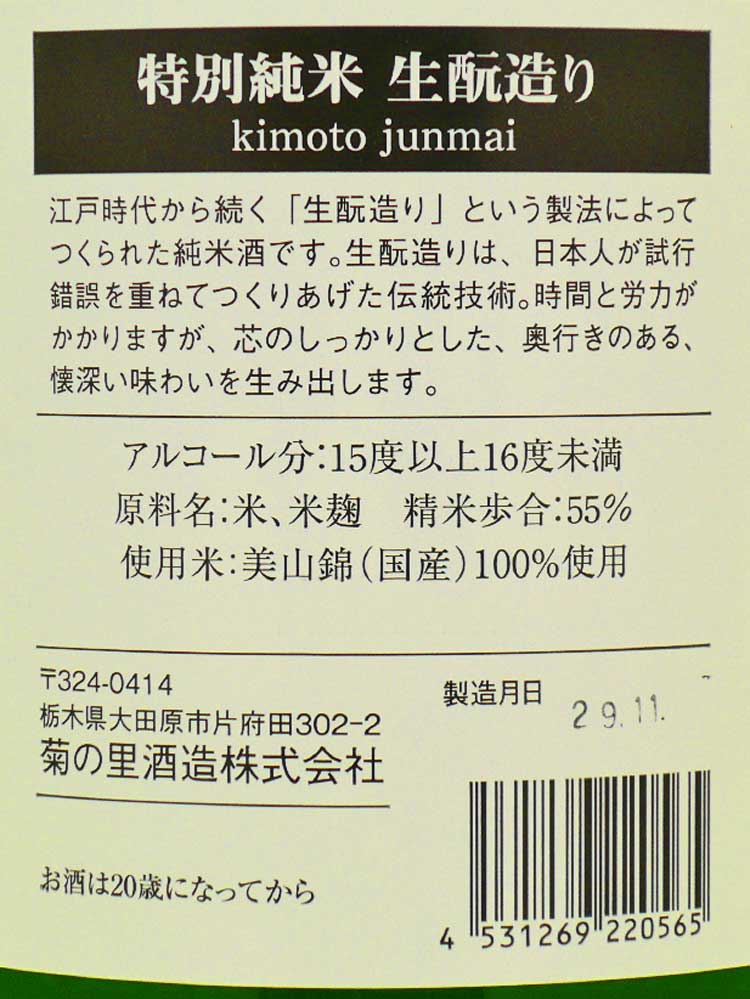 特別純米 生酛造り
kimoto junmai
江戸時代から続く「生酛造り」という製法によって
つくられた純米酒です。生酛造りは、日本人が試行
錯誤を重ねてつくりあげた伝統技術。時間と労力が
かかりますが、芯のしっかりとした、奥行きのある、
懐深い味わいを生み出します。
アルコール分:15度以上16度未満
原料名:米、米麹 精米歩合:55%
使用米:美山錦(国産)100%使用
〒324-0414
栃木県大田原市片府田302-2
菊の里酒造株式会社
製造月日 29.11.
お酒は20歳になってから
4 531269 220565